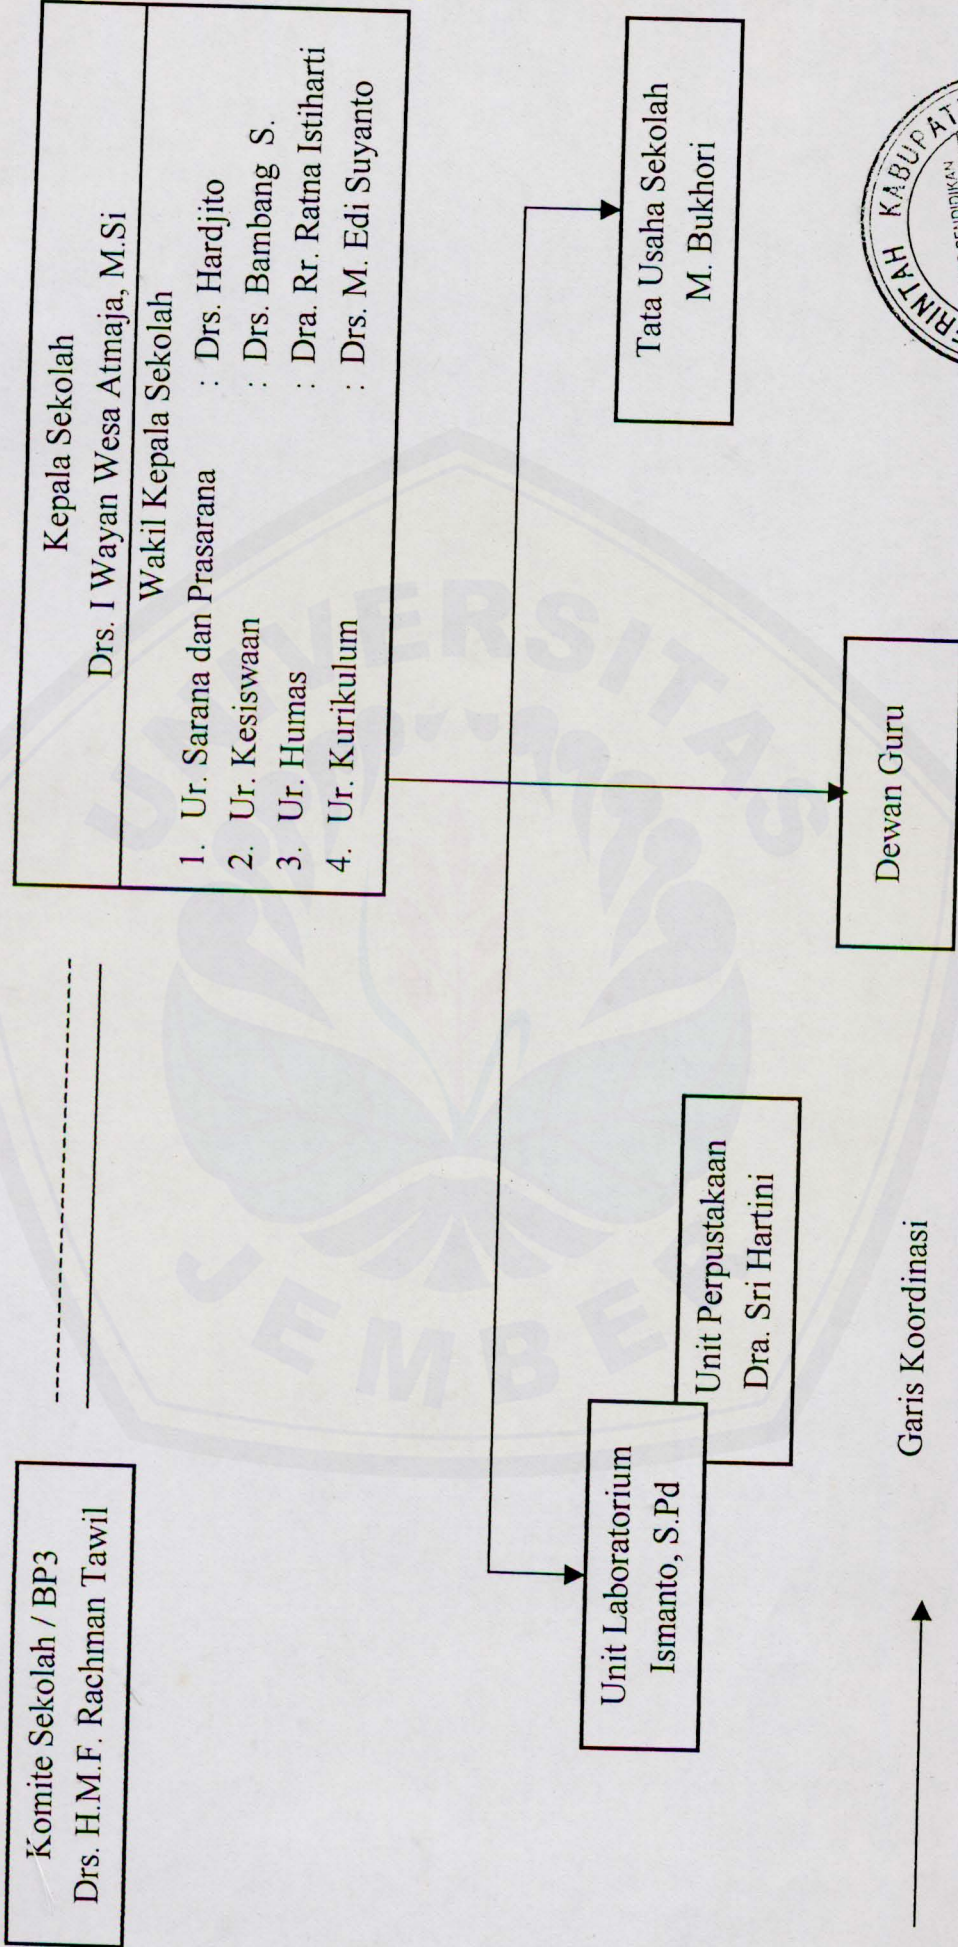 Komite Sekolah / BP3
Drs. H.M.F. Rachman Tawil
Kepala Sekolah
Drs. I Wayan Wesa Atmaja, M.Si
Wakil Kepala Sekolah
1. Ur. Sarana dan Prasarana : Drs. Hardjito
2. Ur. Kesiswaan : Drs. Bambang S.
3. Ur. Humas : Dra. Rr. Ratna Istiharti
4. Ur. Kurikulum : Drs. M. Edi Suyanto
Unit Laboratorium
Ismanto, S.Pd
Unit Perpustakaan
Dra. Sri Hartini
Tata Usaha Sekolah
M. Bukhori
Dewan Guru
Garis Koordinasi
UNIVERSITAS
JEMBER
KABUPAT